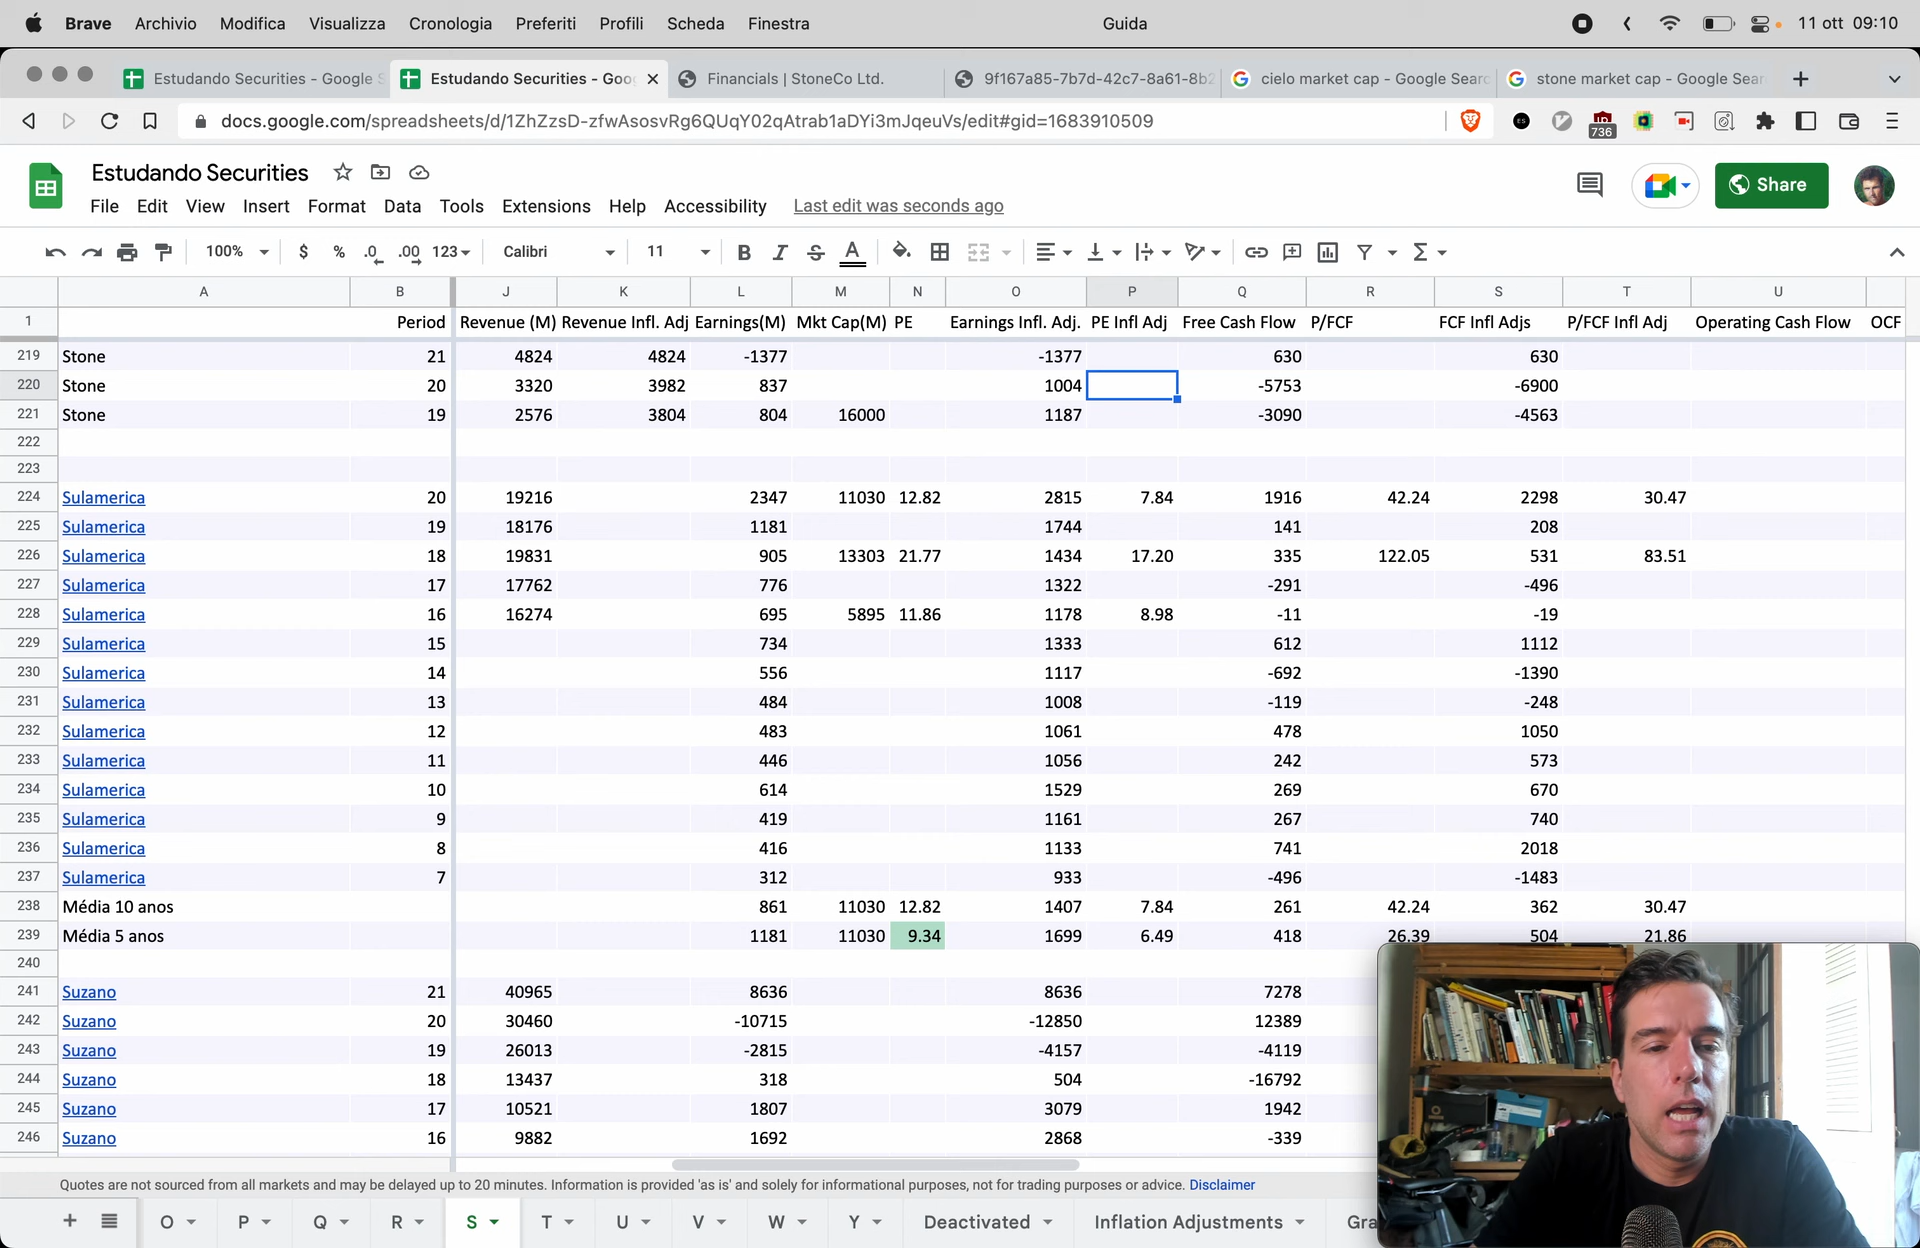 Brave Archivio Modifica Visualizza Cronologia Preferiti Profili Scheda Finestra Guida 11 ott 09:10
Estudando Securities - Google S Estudando Securities - Goo Financials | StoneCo Ltd. 9f167a85-7b7d-42c7-8a61-8b2 cielo market cap - Google Searc stone market cap - Google Sear
docs.google.com/spreadsheets/d/1ZhZzsD-zfwAsosvRg6QUqY02qAtrab1aDYi3mJqeuVs/edit#gid=1683910509 736
Estudando Securities
Share
File Edit View Insert Format Data Tools Extensions Help Accessibility Last edit was seconds ago
100% $ % .0 .00 123 Calibri 11 B I S A
A B J K L M N O P Q R S T U
1 Period Revenue (M) Revenue Infl. Adj Earnings(M) Mkt Cap(M) PE Earnings Infl. Adj. PE Infl Adj Free Cash Flow P/FCF FCF Infl Adjs P/FCF Infl Adj Operating Cash Flow OCF
219 Stone 21 4824 4824 -1377 -1377 630 630
220 Stone 20 3320 3982 837 1004 -5753 -6900
221 Stone 19 2576 3804 804 16000 1187 -3090 -4563
222
223
224 Sulamerica 20 19216 2347 11030 12.82 2815 7.84 1916 42.24 2298 30.47
225 Sulamerica 19 18176 1181 1744 141 208
226 Sulamerica 18 19831 905 13303 21.77 1434 17.20 335 122.05 531 83.51
227 Sulamerica 17 17762 776 1322 -291 -496
228 Sulamerica 16 16274 695 5895 11.86 1178 8.98 -11 -19
229 Sulamerica 15 734 1333 612 1112
230 Sulamerica 14 556 1117 -692 -1390
231 Sulamerica 13 484 1008 -119 -248
232 Sulamerica 12 483 1061 478 1050
233 Sulamerica 11 446 1056 242 573
234 Sulamerica 10 614 1529 269 670
235 Sulamerica 9 419 1161 267 740
236 Sulamerica 8 416 1133 741 2018
237 Sulamerica 7 312 933 -496 -1483
238 Média 10 anos 861 11030 12.82 1407 7.84 261 42.24 362 30.47
239 Média 5 anos 1181 11030 9.34 1699 6.49 418 26.39 504 21.86
240
241 Suzano 21 40965 8636 8636 7278
242 Suzano 20 30460 -10715 -12850 12389
243 Suzano 19 26013 -2815 -4157 -4119
244 Suzano 18 13437 318 504 -16792
245 Suzano 17 10521 1807 3079 1942
246 Suzano 16 9882 1692 2868 -339
Quotes are not sourced from all markets and may be delayed up to 20 minutes. Information is provided 'as is' and solely for informational purposes, not for trading purposes or advice. Disclaimer
O P Q R S T U V W Y Deactivated Inflation Adjustments Gra